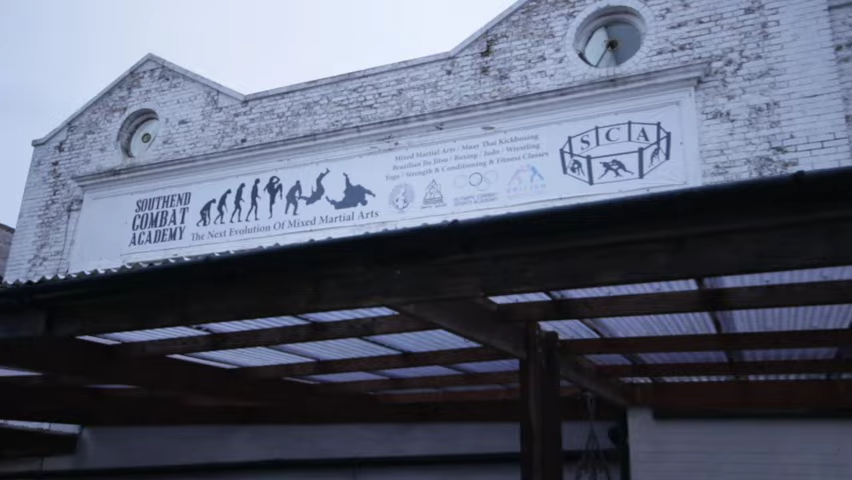 SOUTHEND
COMBAT
ACADEMY
The Next Evolution Of Mixed Martial Arts
Mixed Martial Arts / Muay Thai Kickboxing
Brazilian Jiu Jitsu / Boxing / Judo / Wrestling
Yoga / Strength & Conditioning & Fitness Classes
SCA